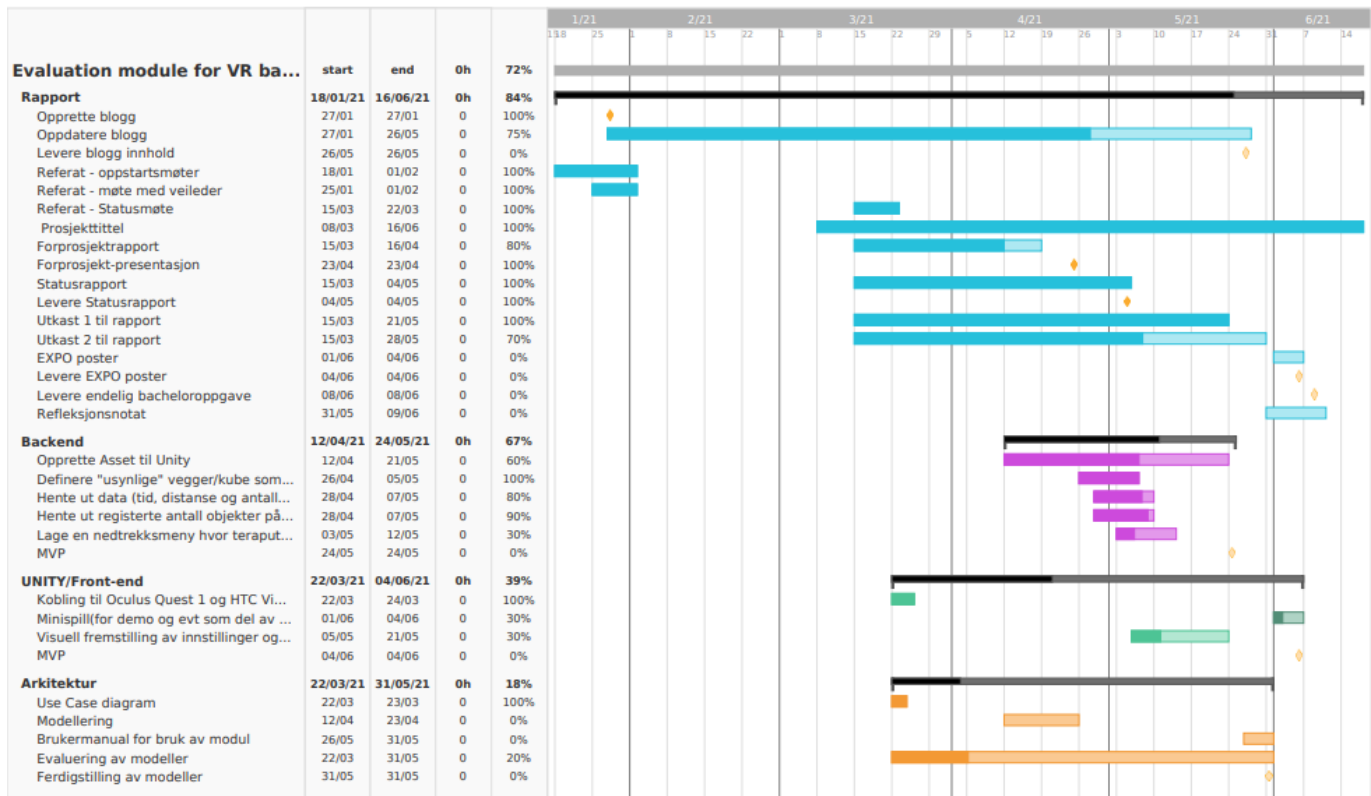 1/21 2/21 3/21 4/21 5/21 6/21
18 25 1 8 15 22 1 8 15 22 29 5 12 19 26 3 10 17 24 31 7 14
Evaluation module for VR ba... start end 0h 72%
Rapport 18/01/21 16/06/21 0h 84%
Opprette blogg 27/01 27/01 0 100%
Oppdatere blogg 27/01 26/05 0 75%
Levere blogg innhold 26/05 26/05 0 0%
Referat - oppstartsmøter 18/01 01/02 0 100%
Referat - møte med veileder 25/01 01/02 0 100%
Referat - Statusmøte 15/03 22/03 0 100%
Prosjekttittel 08/03 16/06 0 100%
Forprosjektrapport 15/03 16/04 0 80%
Forprosjekt-presentasjon 23/04 23/04 0 100%
Statusrapport 15/03 04/05 0 100%
Levere Statusrapport 04/05 04/05 0 100%
Utkast 1 til rapport 15/03 21/05 0 100%
Utkast 2 til rapport 15/03 28/05 0 70%
EXPO poster 01/06 04/06 0 0%
Levere EXPO poster 04/06 04/06 0 0%
Levere endelig bacheloroppgave 08/06 08/06 0 0%
Refleksjonsnotat 31/05 09/06 0 0%
Backend 12/04/21 24/05/21 0h 67%
Opprette Asset til Unity 12/04 21/05 0 60%
Definere "usynlige" vegger/kube som... 26/04 05/05 0 100%
Hente ut data (tid, distanse og antall... 28/04 07/05 0 80%
Hente ut registerte antall objekter på... 28/04 07/05 0 90%
Lage en nedtrekksmeny hvor teraput... 03/05 12/05 0 30%
MVP 24/05 24/05 0 0%
UNITY/Front-end 22/03/21 04/06/21 0h 39%
Kobling til Oculus Quest 1 og HTC Vi... 22/03 24/03 0 100%
Minispill(for demo og evt som del av ... 01/06 04/06 0 30%
Visuell fremstilling av innstillinger og... 05/05 21/05 0 30%
MVP 04/06 04/06 0 0%
Arkitektur 22/03/21 31/05/21 0h 18%
Use Case diagram 22/03 23/03 0 100%
Modellering 12/04 23/04 0 0%
Brukermanual for bruk av modul 26/05 31/05 0 0%
Evaluering av modeller 22/03 31/05 0 20%
Ferdigstilling av modeller 31/05 31/05 0 0%